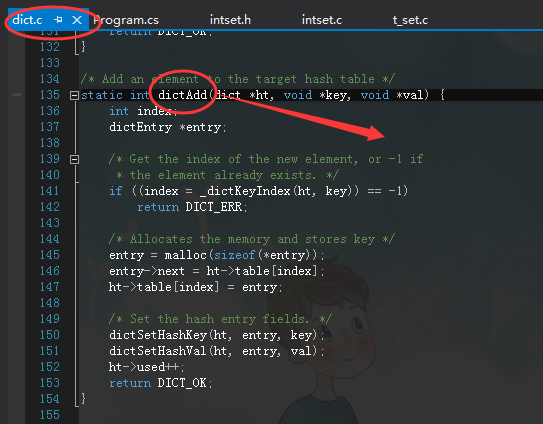 dict.c Program.cs intset.h intset.c t_set.c
131 return DICT_OK;
132 }
133
134 /* Add an element to the target hash table */
135 static int dictAdd(dict *ht, void *key, void *val) {
136 int index;
137 dictEntry *entry;
138
139 /* Get the index of the new element, or -1 if
140 * the element already exists. */
141 if ((index = _dictKeyIndex(ht, key)) == -1)
142 return DICT_ERR;
143
144 /* Allocates the memory and stores key */
145 entry = malloc(sizeof(*entry));
146 entry->next = ht->table[index];
147 ht->table[index] = entry;
148
149 /* Set the hash entry fields. */
150 dictSetHashKey(ht, entry, key);
151 dictSetHashVal(ht, entry, val);
152 ht->used++;
153 return DICT_OK;
154 }
155